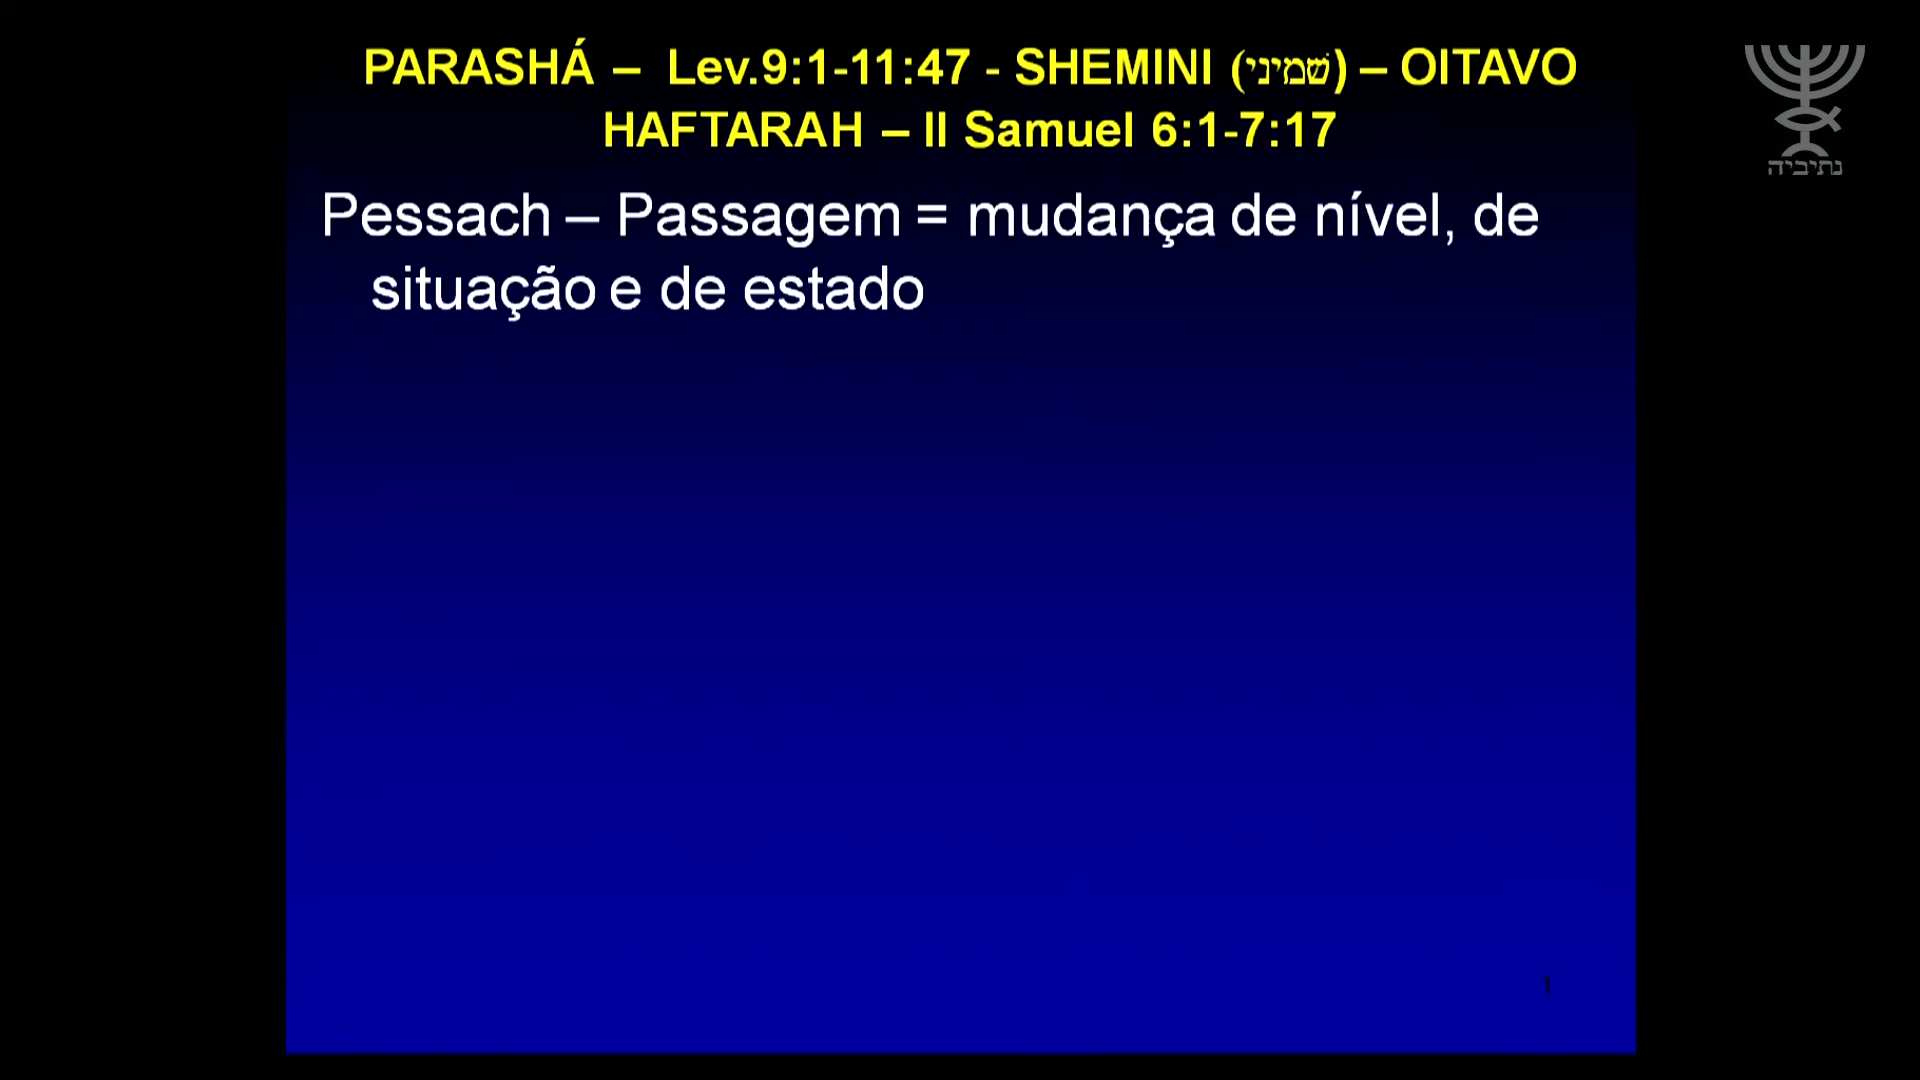 PARASHÁ – Lev.9:1-11:47 - SHEMINI (שׁמיני) – OITAVO
HAFTARAH – II Samuel 6:1-7:17
Pessach – Passagem = mudança de nível, de
situação e de estado
נתיביה
1